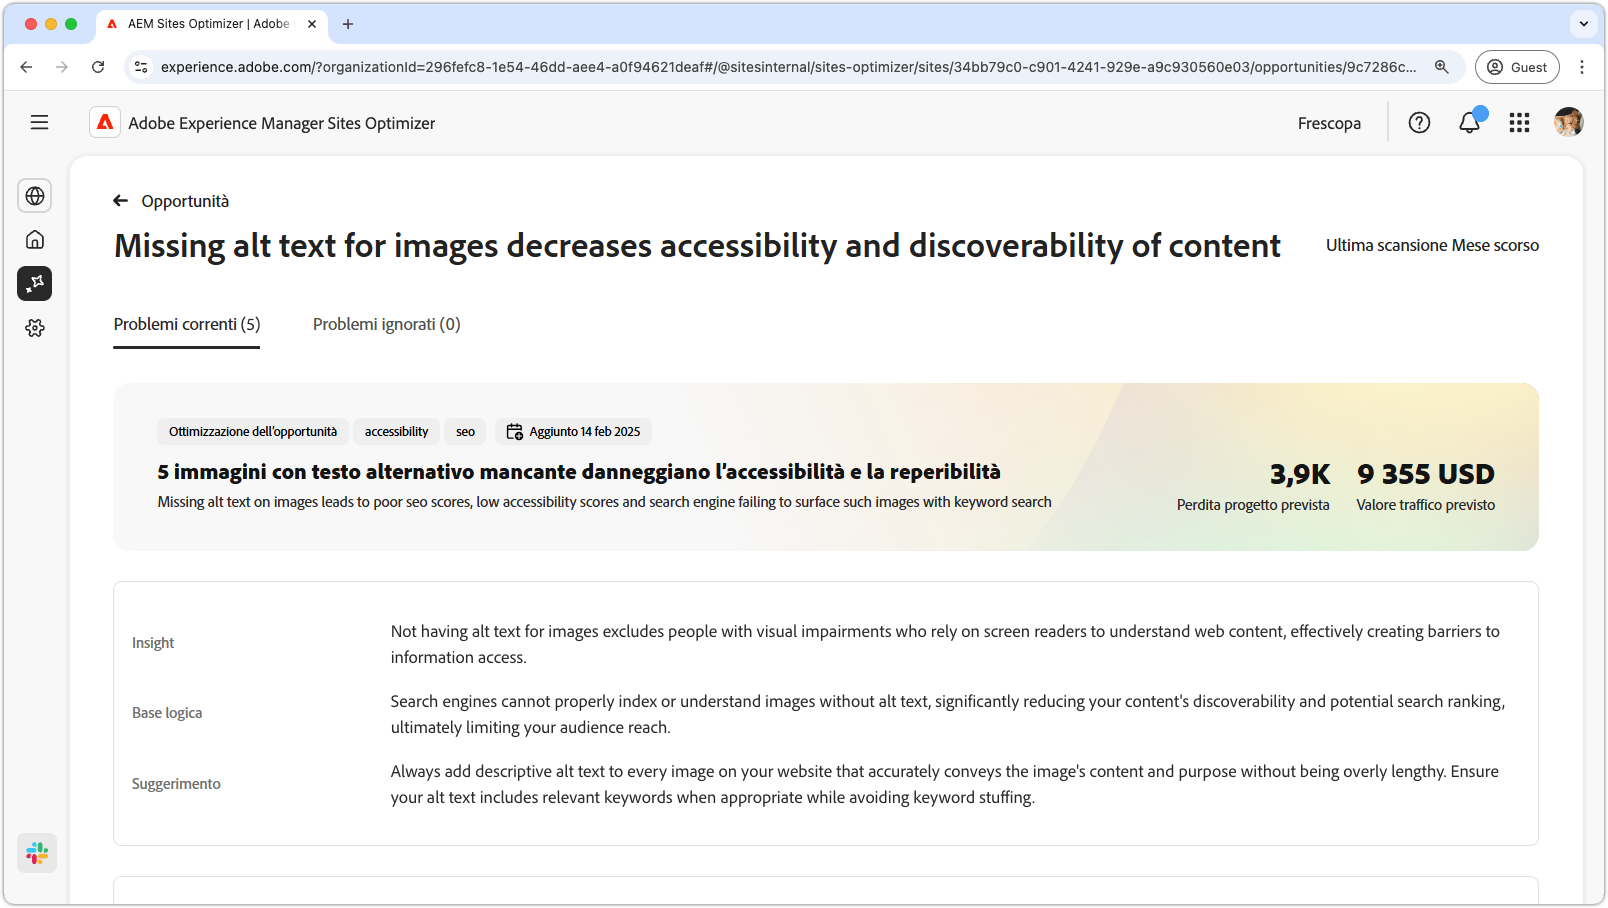 AEM Sites Optimizer | Adobe
experience.adobe.com/?organizationId=296fefc8-1e54-46dd-aee4-a0f94621deaf#/@sitesinternal/sites-optimizer/sites/34bb79c0-c901-4241-929e-a9c930560e03/opportunities/9c7286c...
Guest
Adobe Experience Manager Sites Optimizer
Frescopa
Opportunità
Missing alt text for images decreases accessibility and discoverability of content
Ultima scansione Mese scorso
Problemi correnti (5)
Problemi ignorati (0)
Ottimizzazione dell'opportunità
accessibility
seo
Aggiunto 14 feb 2025
5 immagini con testo alternativo mancante danneggiano l'accessibilità e la reperibilità
Missing alt text on images leads to poor seo scores, low accessibility scores and search engine failing to surface such images with keyword search
3,9K
Perdita progetto prevista
9 355 USD
Valore traffico previsto
Insight
Not having alt text for images excludes people with visual impairments who rely on screen readers to understand web content, effectively creating barriers to
information access.
Base logica
Search engines cannot properly index or understand images without alt text, significantly reducing your content's discoverability and potential search ranking,
ultimately limiting your audience reach.
Suggerimento
Always add descriptive alt text to every image on your website that accurately conveys the image's content and purpose without being overly lengthy. Ensure
your alt text includes relevant keywords when appropriate while avoiding keyword stuffing.